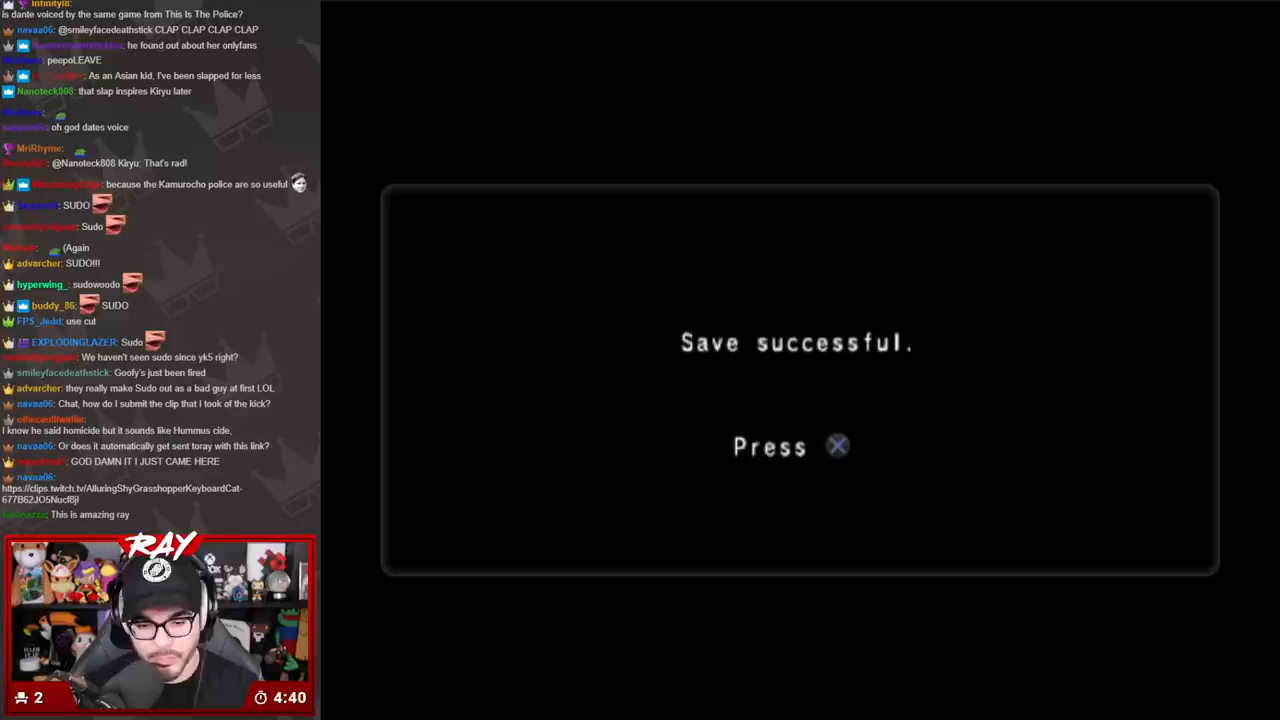 Infinity8:
is dante voiced by the same game from This Is The Police?
navaa06: @smileyfacedeathstick CLAP CLAP CLAP CLAP
he found out about her onlyfans
peepoLEAVE
As an Asian kid, I've been slapped for less
Nanoteck808: that slap inspires Kiryu later
oh god dates voice
MriRhyme:
@Nanoteck808 Kiryu: That's rad!
because the Kamurocho police are so useful
SUDO
Sudo
(Again
advarcher: SUDO!!!
hyperwing_: sudowoodo
buddy_86: SUDO
FPS_Jedd: use cut
EXPLODINGLAZER: Sudo
We haven't seen sudo since yk5 right?
smileyfacedeathstick: Goofy's just been fired
advarcher: they really make Sudo out as a bad guy at first LOL
navaa06: Chat, how do I submit the clip that I took of the kick?
I know he said homicide but it sounds like Hummus cide,
navaa06: Or does it automatically get sent toray with this link?
GOD DAMN IT I JUST CAME HERE
navaa06:
https://clips.twitch.tv/AlluringShyGrasshopperKeyboardCat-
677B62JO5Nucf8jI
This is amazing ray
Save successful.
Press
RAY
XBOX
2
4:40